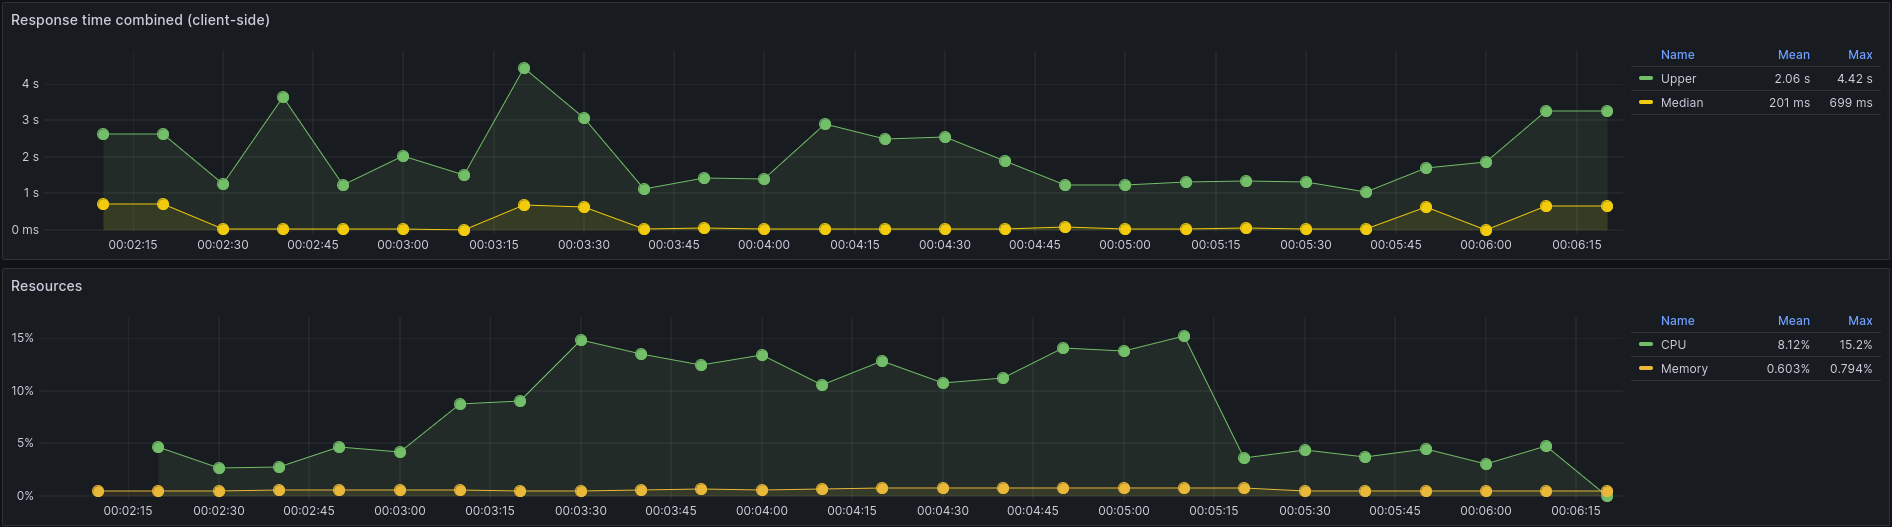 Response time combined (client-side)
Name Mean Max
Upper 2.06 s 4.42 s
Median 201 ms 699 ms
4 s
3 s
2 s
1 s
0 ms
00:02:15 00:02:30 00:02:45 00:03:00 00:03:15 00:03:30 00:03:45 00:04:00 00:04:15 00:04:30 00:04:45 00:05:00 00:05:15 00:05:30 00:05:45 00:06:00 00:06:15
Resources
Name Mean Max
CPU 8.12% 15.2%
Memory 0.603% 0.794%
15%
10%
5%
0%
00:02:15 00:02:30 00:02:45 00:03:00 00:03:15 00:03:30 00:03:45 00:04:00 00:04:15 00:04:30 00:04:45 00:05:00 00:05:15 00:05:30 00:05:45 00:06:00 00:06:15